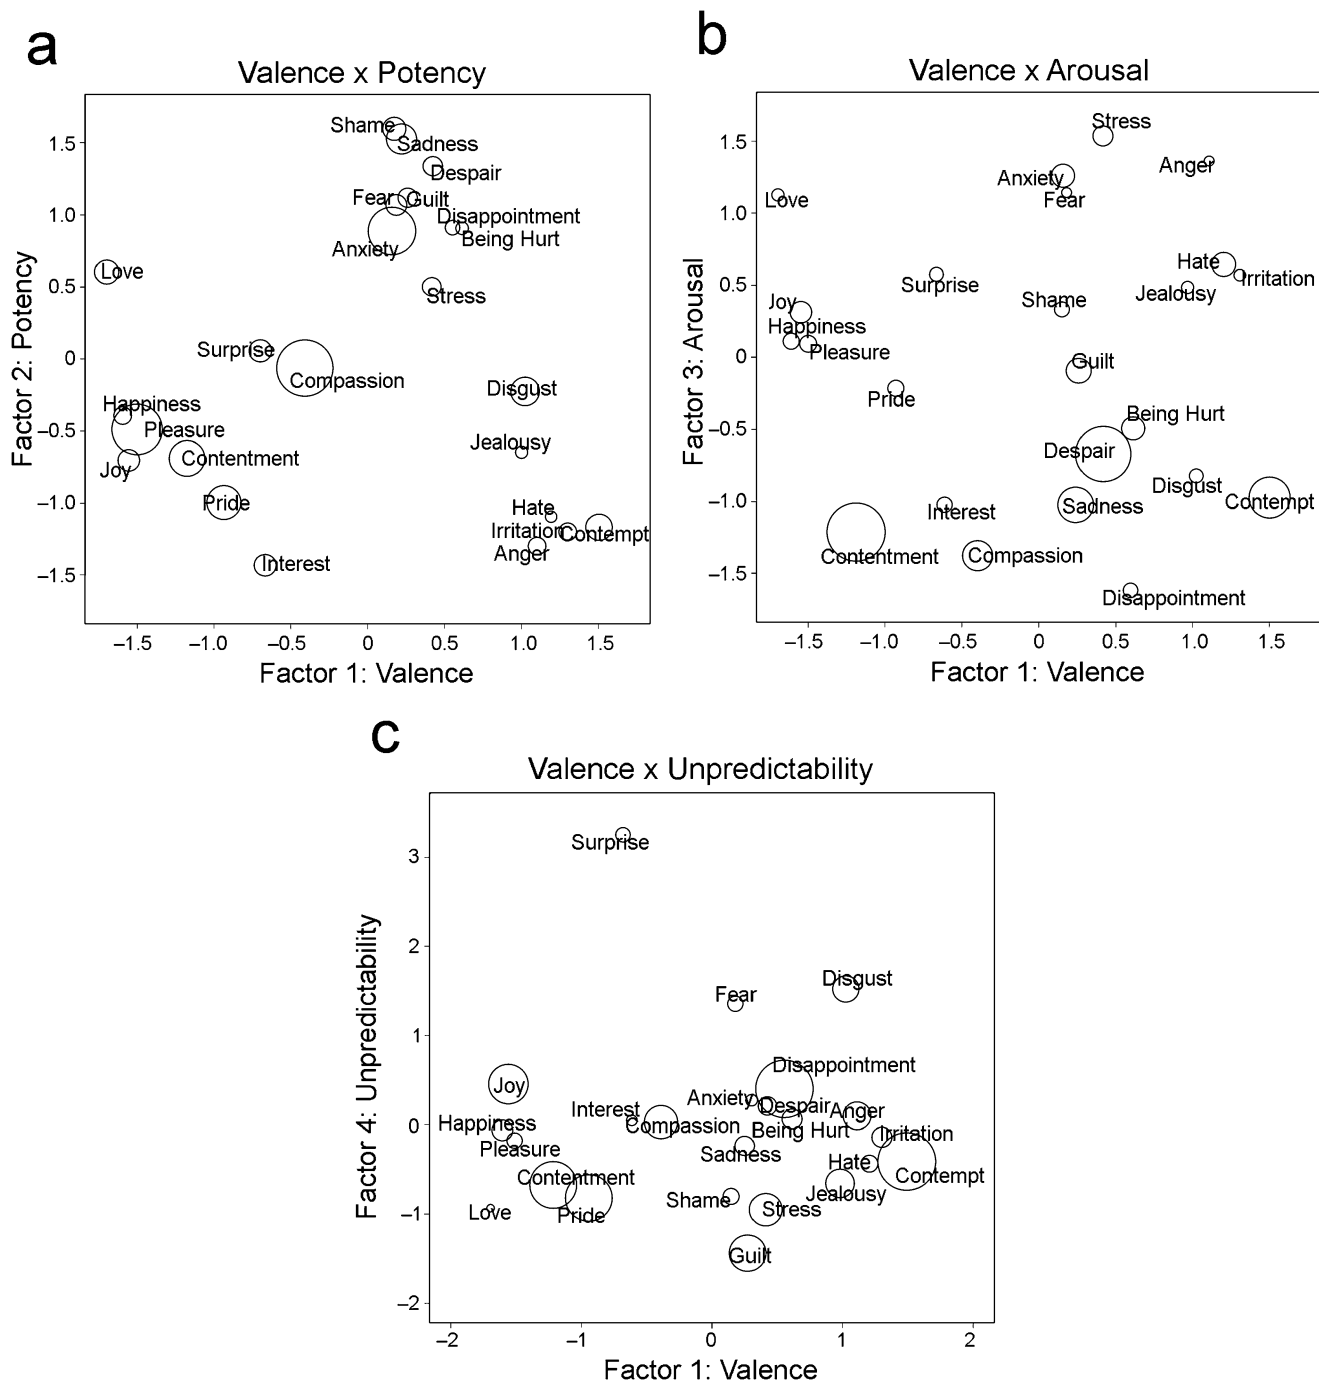 a
Valence x Potency
Factor 2: Potency
1.5
1.0
0.5
0
–0.5
–1.0
–1.5
Shame
Sadness
Despair
Fear
Guilt
Disappointment
Being Hurt
Anxiety
Love
Stress
Surprise
Compassion
Disgust
Happiness
Pleasure
Jealousy
Contentment
Joy
Pride
Hate
Irritation
Contempt
Anger
Interest
–1.5 –1.0 –0.5 0 0.5 1.0 1.5
Factor 1: Valence
b
Valence x Arousal
Factor 3: Arousal
1.5
1.0
0.5
0
–0.5
–1.0
–1.5
Stress
Anger
Anxiety
Fear
Love
Hate
Irritation
Surprise
Jealousy
Shame
Joy
Happiness
Pleasure
Guilt
Pride
Being Hurt
Despair
Disgust
Contempt
Sadness
Interest
Contentment
Compassion
Disappointment
–1.5 –1.0 –0.5 0 0.5 1.0 1.5
Factor 1: Valence
c
Valence x Unpredictability
Factor 4: Unpredictability
3
2
1
0
–1
–2
Surprise
Disgust
Fear
Disappointment
Joy
Anxiety
Despair
Interest
Anger
Happiness
Compassion
Being Hurt
Irritation
Pleasure
Sadness
Hate
Contempt
Contentment
Jealousy
Shame
Stress
Love
Pride
Guilt
–2 –1 0 1 2
Factor 1: Valence